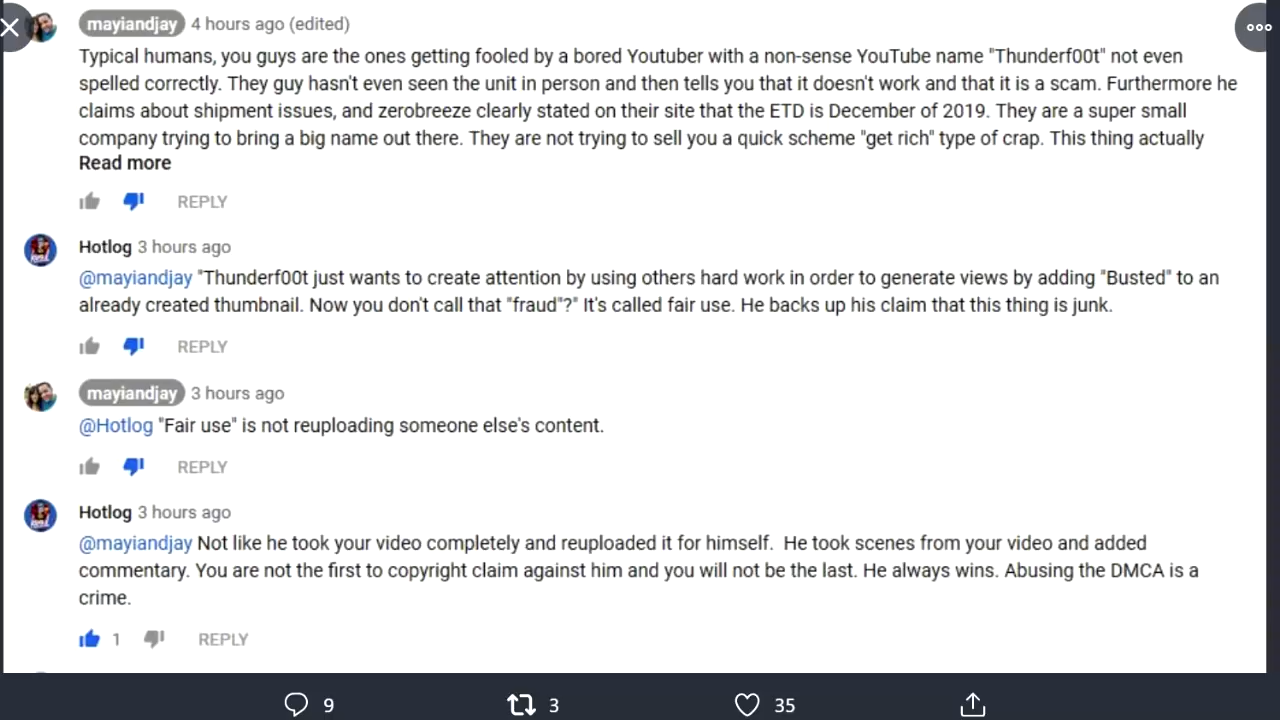 mayiandjay 4 hours ago (edited)
Typical humans, you guys are the ones getting fooled by a bored Youtuber with a non-sense YouTube name "Thunderf00t" not even
spelled correctly. They guy hasn't even seen the unit in person and then tells you that it doesn't work and that it is a scam. Furthermore he
claims about shipment issues, and zerobreeze clearly stated on their site that the ETD is December of 2019. They are a super small
company trying to bring a big name out there. They are not trying to sell you a quick scheme "get rich" type of crap. This thing actually
Read more
REPLY
Hotlog 3 hours ago
@mayiandjay "Thunderf00t just wants to create attention by using others hard work in order to generate views by adding "Busted" to an
already created thumbnail. Now you don't call that "fraud"?" It's called fair use. He backs up his claim that this thing is junk.
REPLY
mayiandjay 3 hours ago
@Hotlog "Fair use" is not reuploading someone else's content.
REPLY
Hotlog 3 hours ago
@mayiandjay Not like he took your video completely and reuploaded it for himself.  He took scenes from your video and added
commentary. You are not the first to copyright claim against him and you will not be the last. He always wins. Abusing the DMCA is a
crime.
1 REPLY
9 3 35